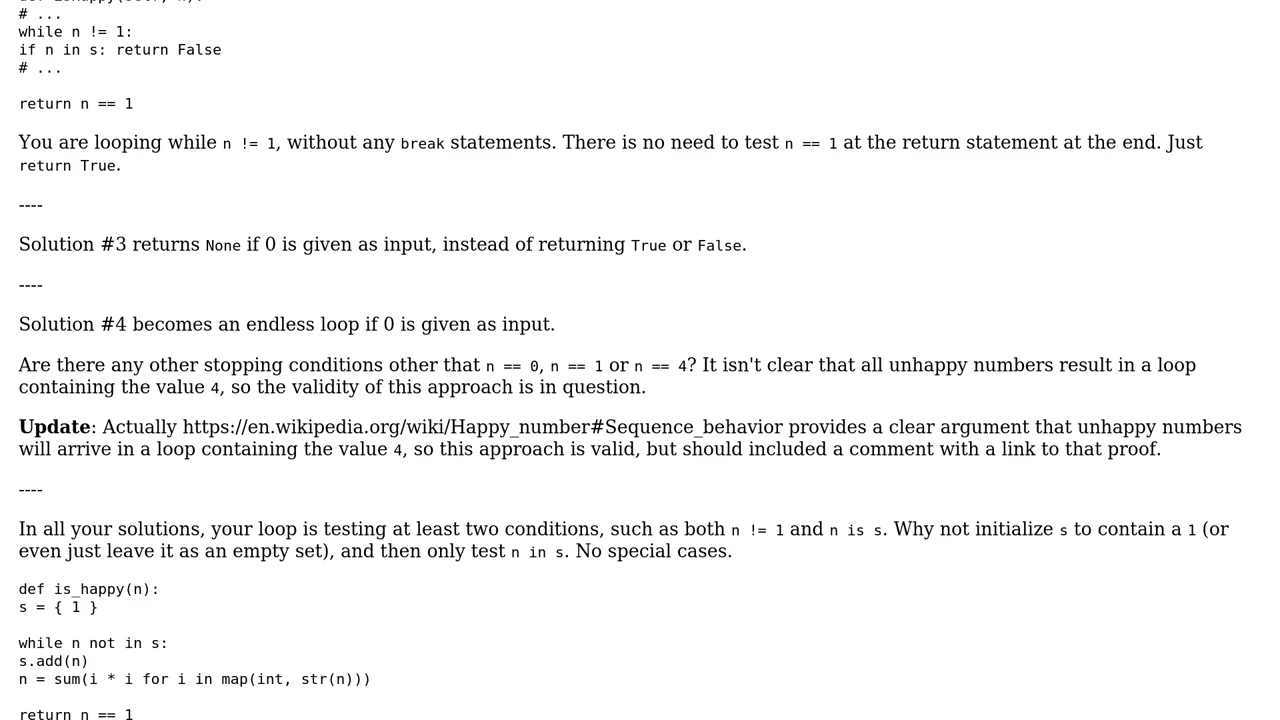 # ...
while n != 1:
if n in s: return False
# ...
return n == 1
You are looping while n != 1, without any break statements. There is no need to test n == 1 at the return statement at the end. Just
return True.
----
Solution #3 returns None if 0 is given as input, instead of returning True or False.
----
Solution #4 becomes an endless loop if 0 is given as input.
Are there any other stopping conditions other that n == 0, n == 1 or n == 4? It isn't clear that all unhappy numbers result in a loop
containing the value 4, so the validity of this approach is in question.
Update: Actually https://en.wikipedia.org/wiki/Happy_number#Sequence_behavior provides a clear argument that unhappy numbers
will arrive in a loop containing the value 4, so this approach is valid, but should included a comment with a link to that proof.
----
In all your solutions, your loop is testing at least two conditions, such as both n != 1 and n is s. Why not initialize s to contain a 1 (or
even just leave it as an empty set), and then only test n in s. No special cases.
def is_happy(n):
s = { 1 }
while n not in s:
s.add(n)
n = sum(i * i for i in map(int, str(n)))
return n == 1